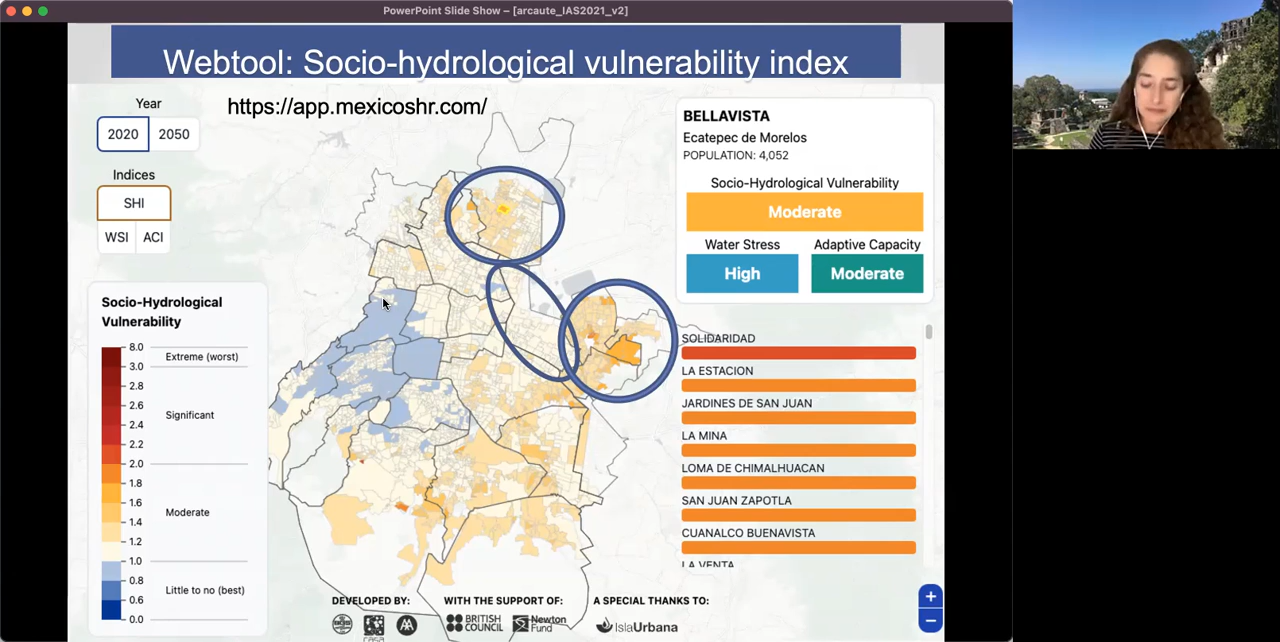 PowerPoint Slide Show – [arcaute_IAS2021_v2]
Webtool: Socio-hydrological vulnerability index
https://app.mexicoshr.com/
Year
2020 2050
Indices
SHI
WSI ACI
Socio-Hydrological
Vulnerability
8.0
Extreme (worst)
3.0
2.8
2.6
Significant
2.4
2.2
2.0
1.8
1.6
Moderate
1.4
1.2
1.0
0.8
Little to no (best)
0.6
0.0
BELLAVISTA
Ecatepec de Morelos
POPULATION: 4,052
Socio-Hydrological Vulnerability
Moderate
Water Stress Adaptive Capacity
High Moderate
SOLIDARIDAD
LA ESTACION
JARDINES DE SAN JUAN
LA MINA
LOMA DE CHIMALHUACAN
SAN JUAN ZAPOTLA
CUANALCO BUENAVISTA
LA VENTA
+
−
DEVELOPED BY: WITH THE SUPPORT OF: A SPECIAL THANKS TO:
casa AA BRITISH COUNCIL Newton Fund IslaUrbana